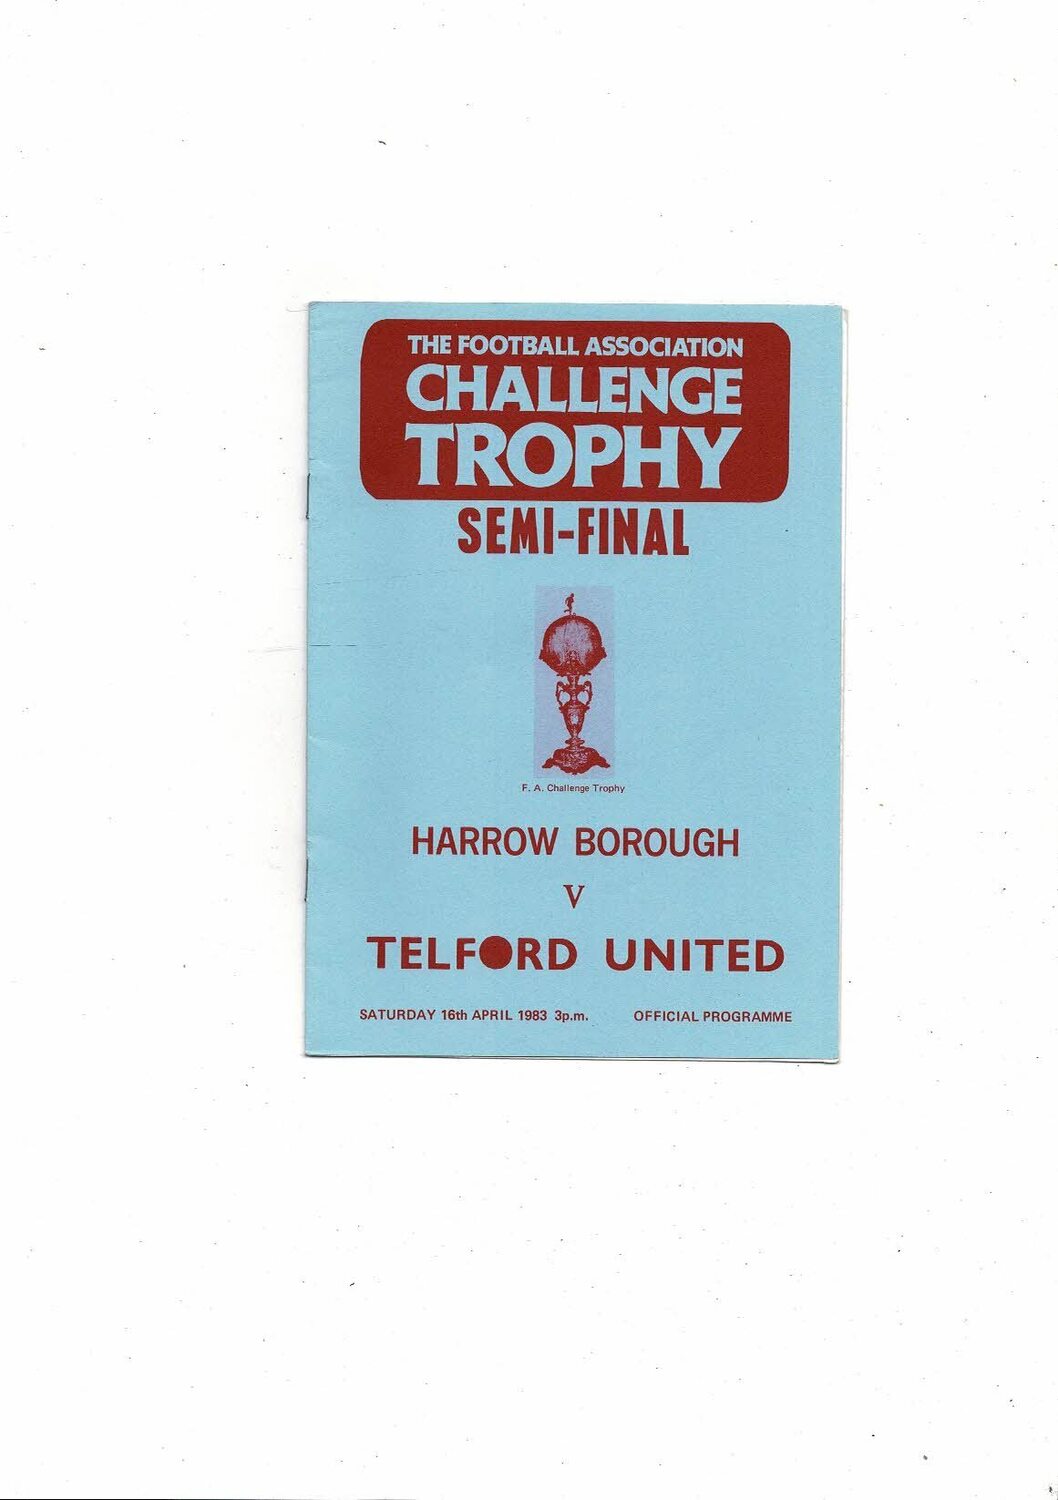 THE FOOTBALL ASSOCIATION
CHALLENGE
TROPHY
SEMI-FINAL
F. A. Challenge Trophy
HARROW BOROUGH
V
TELFORD UNITED
SATURDAY 16th APRIL 1983 3p.m. OFFICIAL PROGRAMME